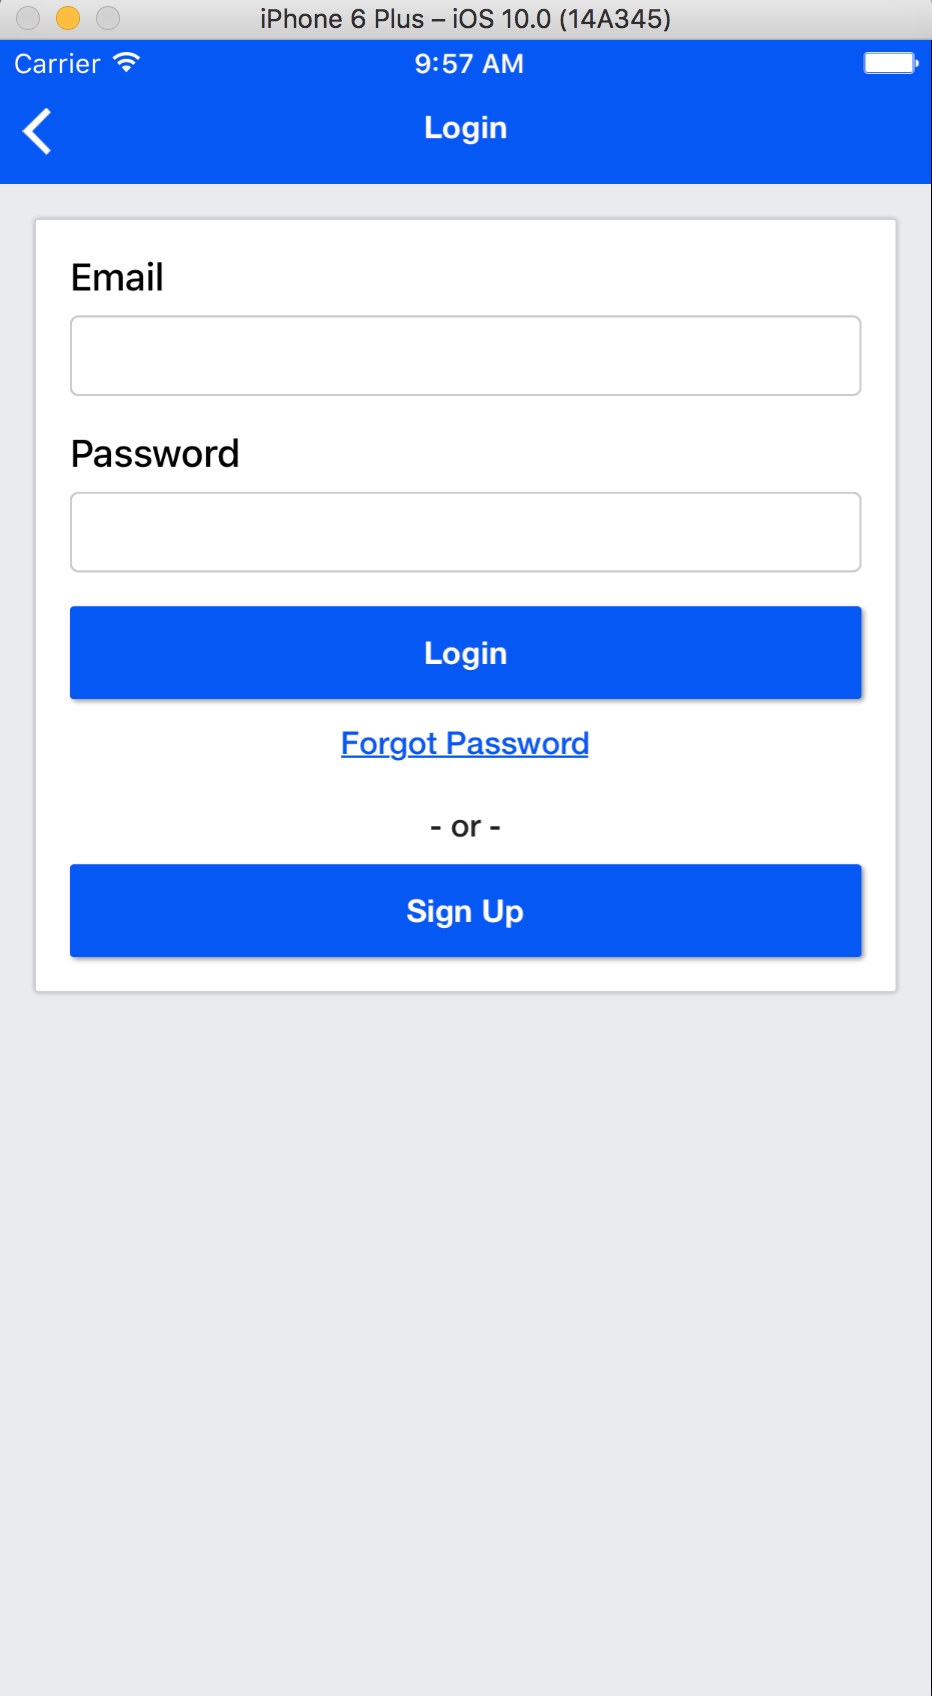 iPhone 6 Plus – iOS 10.0 (14A345)
Carrier 9:57 AM
Login
Email
Password
Login
Forgot Password
- or -
Sign Up